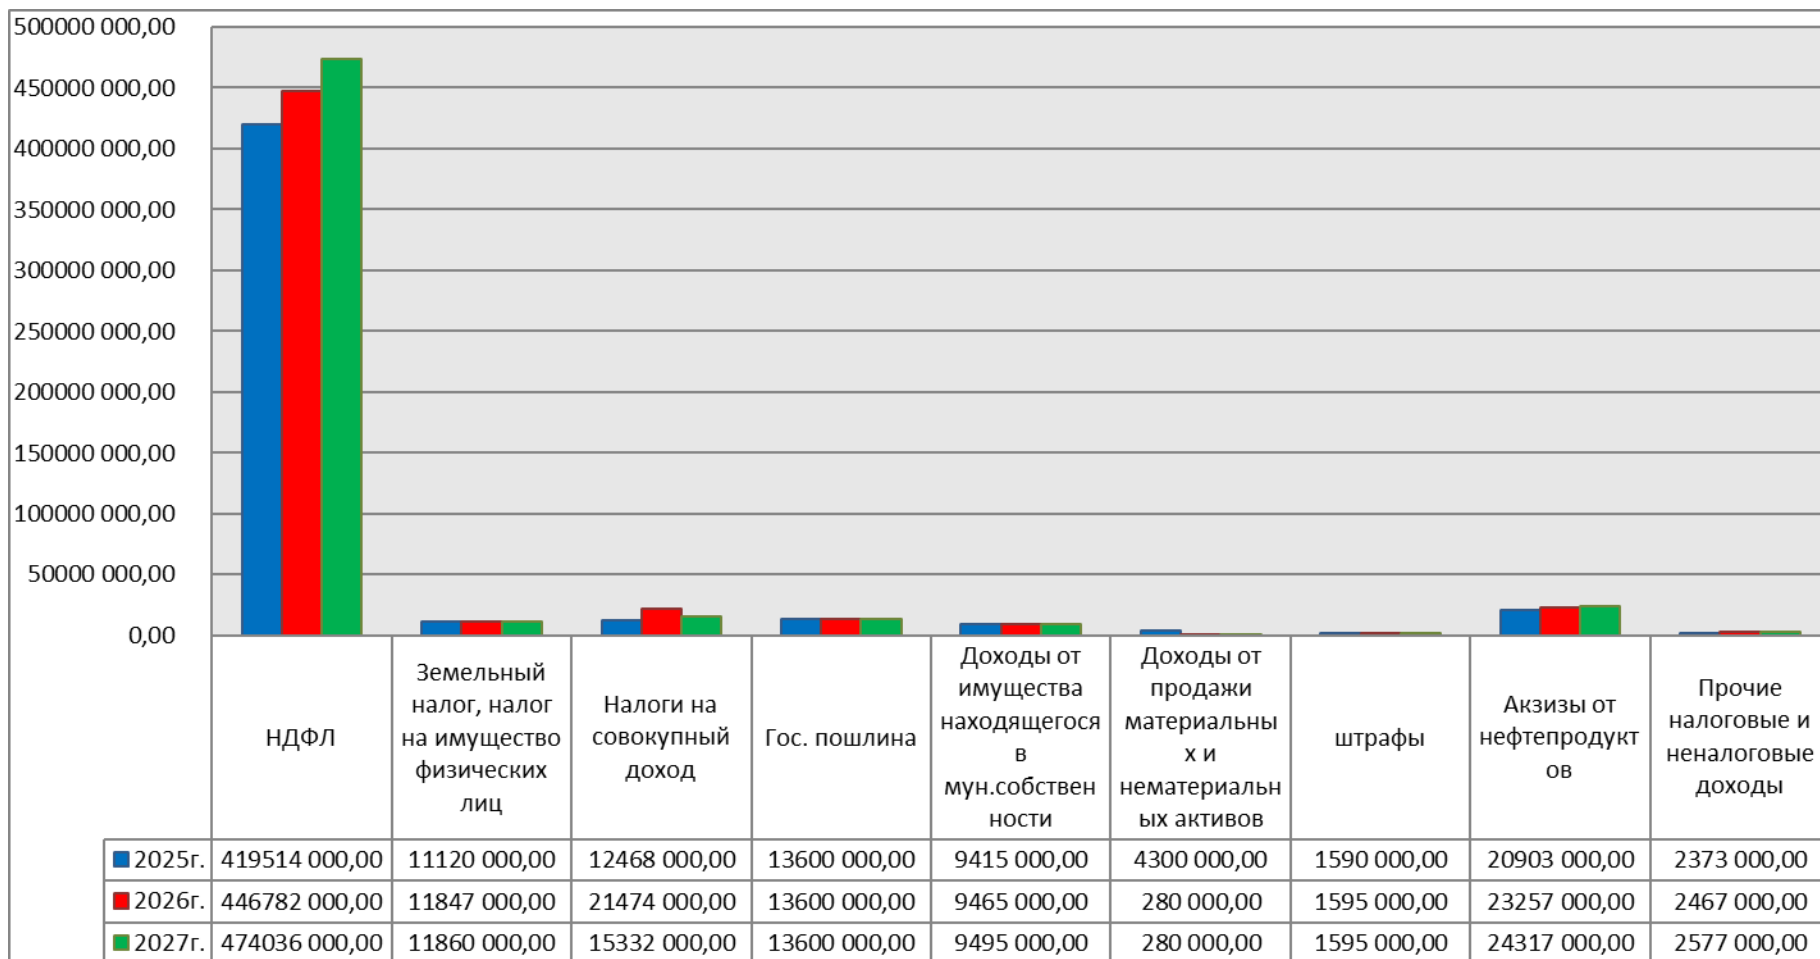 500000 000,00
450000 000,00
400000 000,00
350000 000,00
300000 000,00
250000 000,00
200000 000,00
150000 000,00
100000 000,00
50000 000,00
0,00
НДФЛ
Земельный
налог, налог
на имущество
физических
лиц
Налоги на
совокупный
доход
Гос. пошлина
Доходы от
имущества
находящегося
в
мун.собствен
ности
Доходы от
продажи
материальны
х и
нематериальн
ых активов
штрафы
Акзизы от
нефтепродукт
ов
Прочие
налоговые и
неналоговые
доходы
2025г. 419514 000,00 11120 000,00 12468 000,00 13600 000,00 9415 000,00 4300 000,00 1590 000,00 20903 000,00 2373 000,00
2026г. 446782 000,00 11847 000,00 21474 000,00 13600 000,00 9465 000,00 280 000,00 1595 000,00 23257 000,00 2467 000,00
2027г. 474036 000,00 11860 000,00 15332 000,00 13600 000,00 9495 000,00 280 000,00 1595 000,00 24317 000,00 2577 000,00